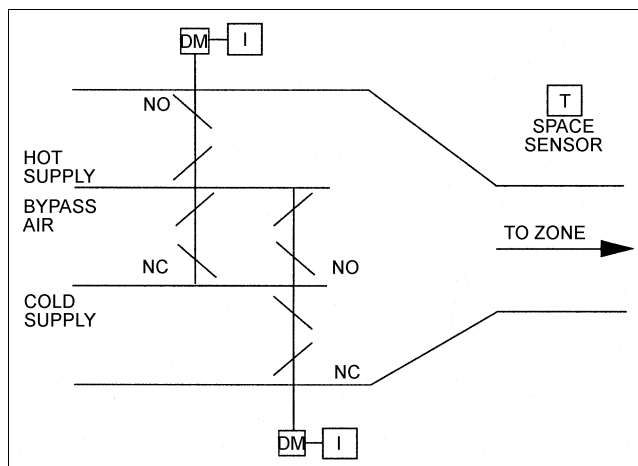 DM
I
NO
T
SPACE
SENSOR
HOT
SUPPLY
BYPASS
AIR
TO ZONE
NC
NO
COLD
SUPPLY
NC
DM
I